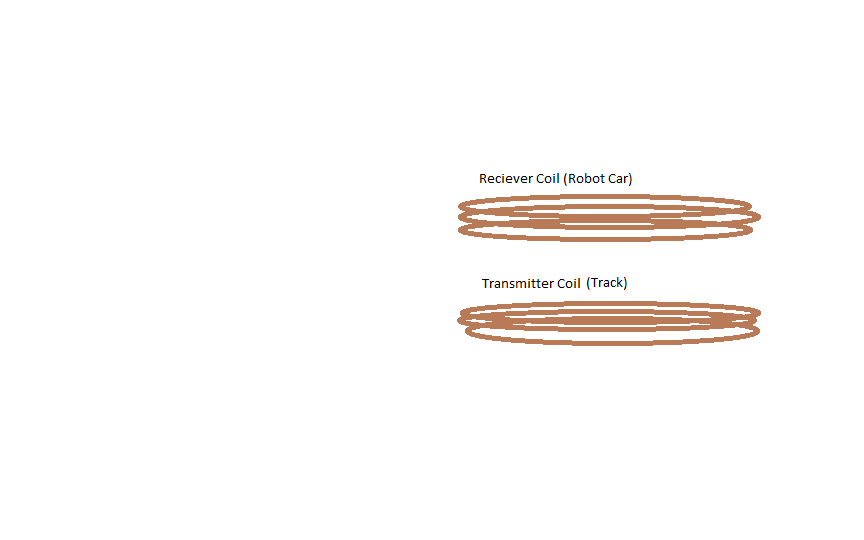 Reciever Coil (Robot Car)
Transmitter Coil (Track)